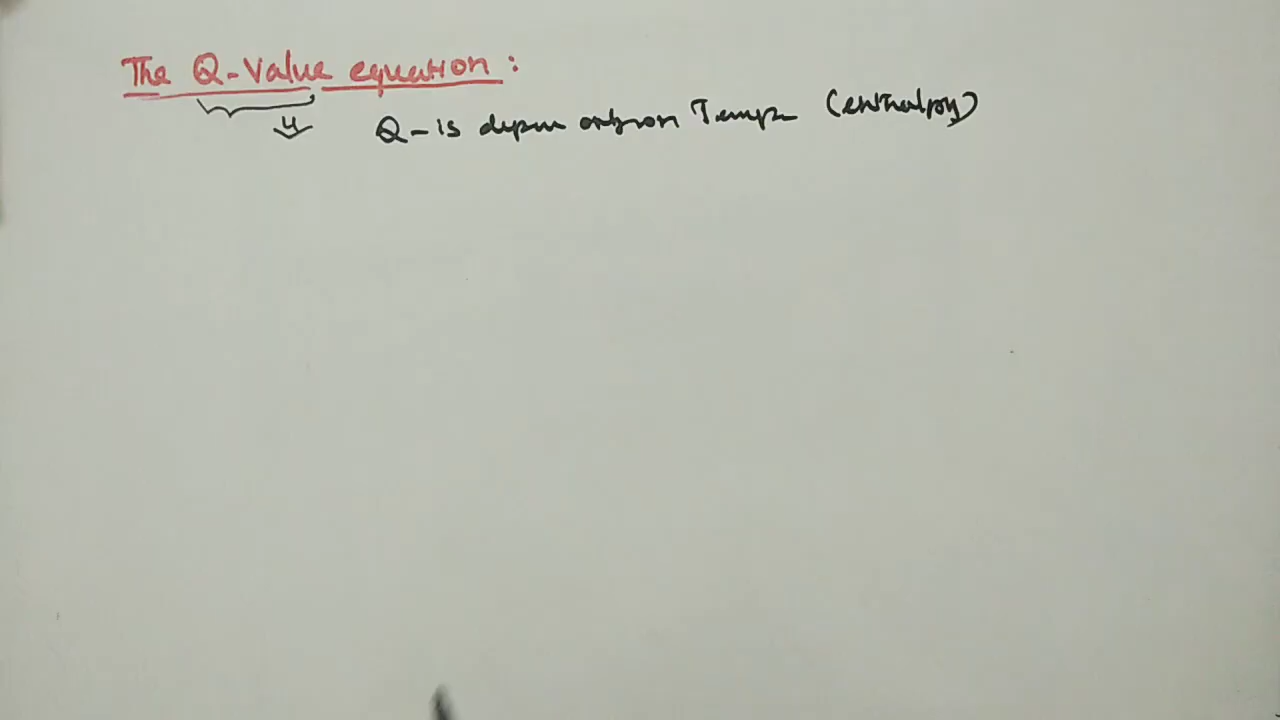 The Q-Value equation :
Q - is depen on Temp (enthalpy)